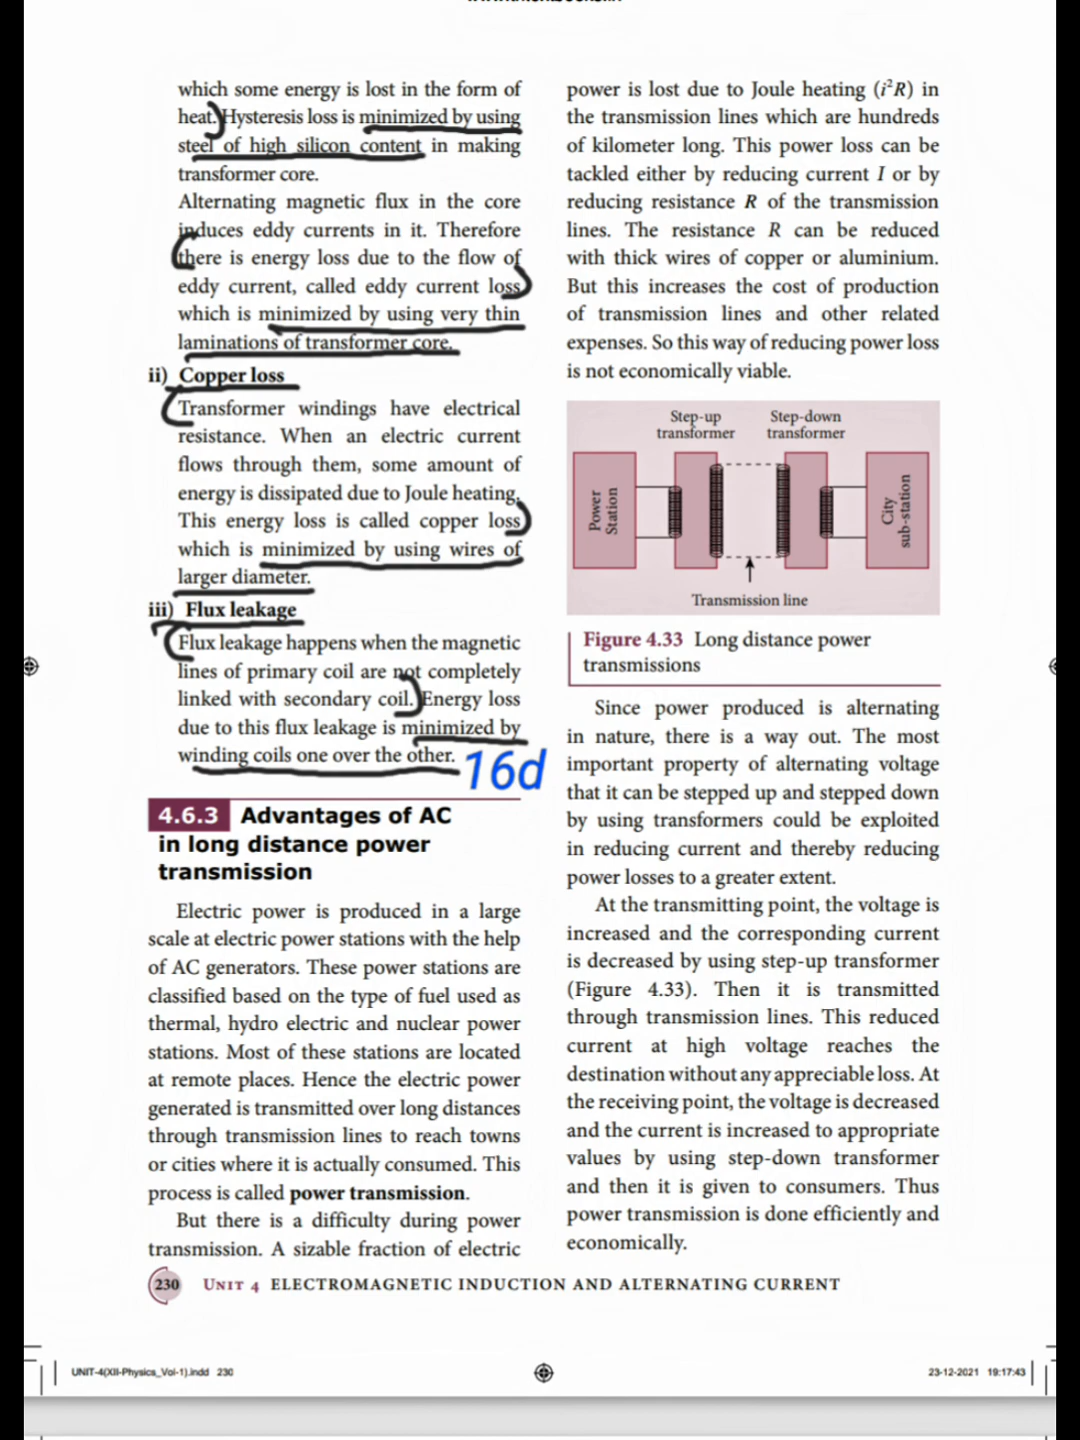 which some energy is lost in the form of
heat. Hysteresis loss is minimized by using
steel of high silicon content in making
transformer core.
Alternating magnetic flux in the core
induces eddy currents in it. Therefore
there is energy loss due to the flow of
eddy current, called eddy current loss
which is minimized by using very thin
laminations of transformer core.
ii) Copper loss
Transformer windings have electrical
resistance. When an electric current
flows through them, some amount of
energy is dissipated due to Joule heating.
This energy loss is called copper loss
which is minimized by using wires of
larger diameter.
iii) Flux leakage
Flux leakage happens when the magnetic
lines of primary coil are not completely
linked with secondary coil. Energy loss
due to this flux leakage is minimized by
winding coils one over the other.
16d
4.6.3 Advantages of AC
in long distance power
transmission
Electric power is produced in a large
scale at electric power stations with the help
of AC generators. These power stations are
classified based on the type of fuel used as
thermal, hydro electric and nuclear power
stations. Most of these stations are located
at remote places. Hence the electric power
generated is transmitted over long distances
through transmission lines to reach towns
or cities where it is actually consumed. This
process is called power transmission.
But there is a difficulty during power
transmission. A sizable fraction of electric
power is lost due to Joule heating (i²R) in
the transmission lines which are hundreds
of kilometer long. This power loss can be
tackled either by reducing current I or by
reducing resistance R of the transmission
lines. The resistance R can be reduced
with thick wires of copper or aluminium.
But this increases the cost of production
of transmission lines and other related
expenses. So this way of reducing power loss
is not economically viable.
Step-up
transformer
Step-down
transformer
Power
Station
City
sub-station
Transmission line
Figure 4.33 Long distance power
transmissions
Since power produced is alternating
in nature, there is a way out. The most
important property of alternating voltage
that it can be stepped up and stepped down
by using transformers could be exploited
in reducing current and thereby reducing
power losses to a greater extent.
At the transmitting point, the voltage is
increased and the corresponding current
is decreased by using step-up transformer
(Figure 4.33). Then it is transmitted
through transmission lines. This reduced
current at high voltage reaches the
destination without any appreciable loss. At
the receiving point, the voltage is decreased
and the current is increased to appropriate
values by using step-down transformer
and then it is given to consumers. Thus
power transmission is done efficiently and
economically.
230 UNIT 4 ELECTROMAGNETIC INDUCTION AND ALTERNATING CURRENT
UNIT-4(XII-Physics_Vol-1).indd 230
23-12-2021 19:17:43